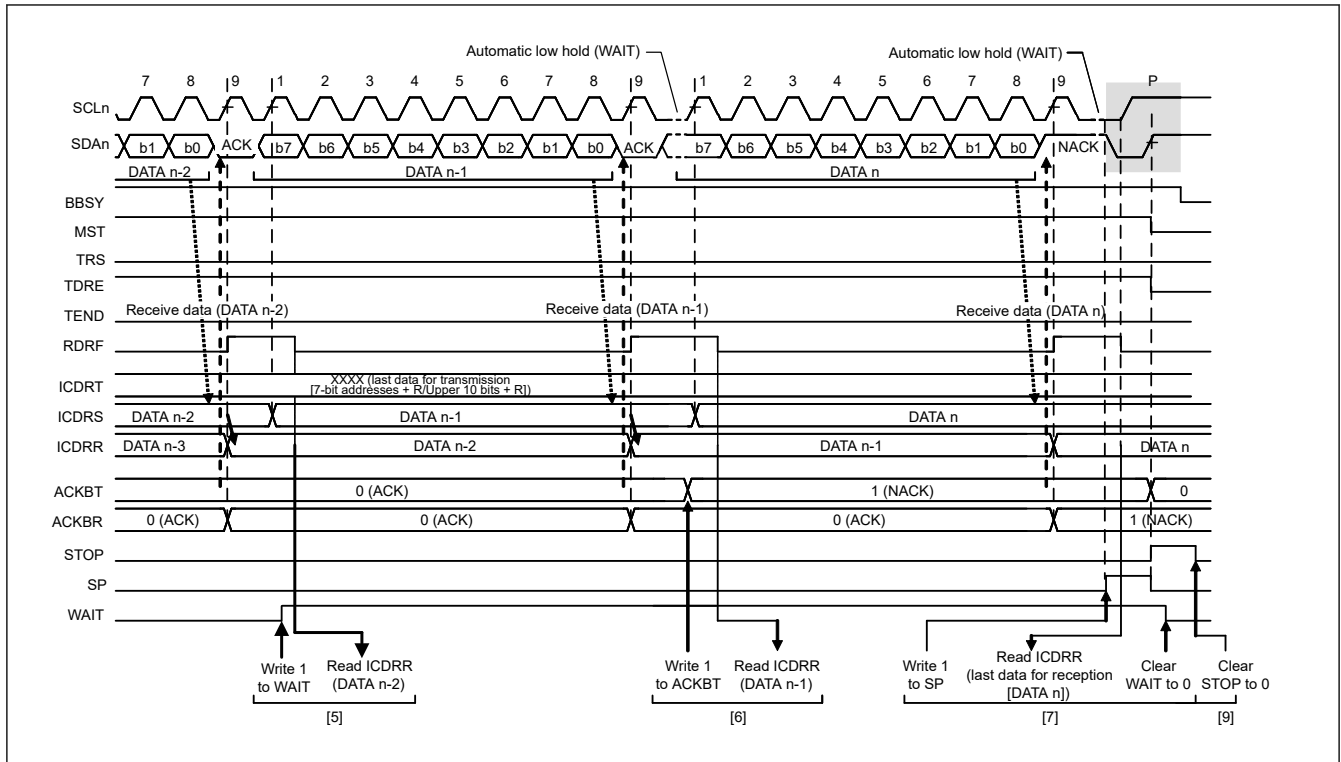 Automatic low hold (WAIT)
Automatic low hold (WAIT)
7 8 9 1 2 3 4 5 6 7 8 9 1 2 3 4 5 6 7 8 9 P
SCLn
SDAn b1 b0 ACK b7 b6 b5 b4 b3 b2 b1 b0 ACK b7 b6 b5 b4 b3 b2 b1 b0 NACK
DATA n-2 DATA n-1 DATA n
BBSY
MST
TRS
TDRE
Receive data (DATA n-2) Receive data (DATA n-1) Receive data (DATA n)
TEND
RDRF
ICDRT XXXX (last data for transmission
[7-bit addresses + R/Upper 10 bits + R])
ICDRS DATA n-2 DATA n-1 DATA n
ICDRR DATA n-3 DATA n-2 DATA n-1 DATA n
ACKBT 0 (ACK) 1 (NACK) 0
ACKBR 0 (ACK) 0 (ACK) 0 (ACK) 1 (NACK)
STOP
SP
WAIT
Write 1
to WAIT
Read ICDRR
(DATA n-2)
[5]
Write 1
to ACKBT
Read ICDRR
(DATA n-1)
[6]
Write 1
to SP
Read ICDRR
(last data for reception
[DATA n])
Clear
WAIT to 0
[7]
Clear
STOP to 0
[9]